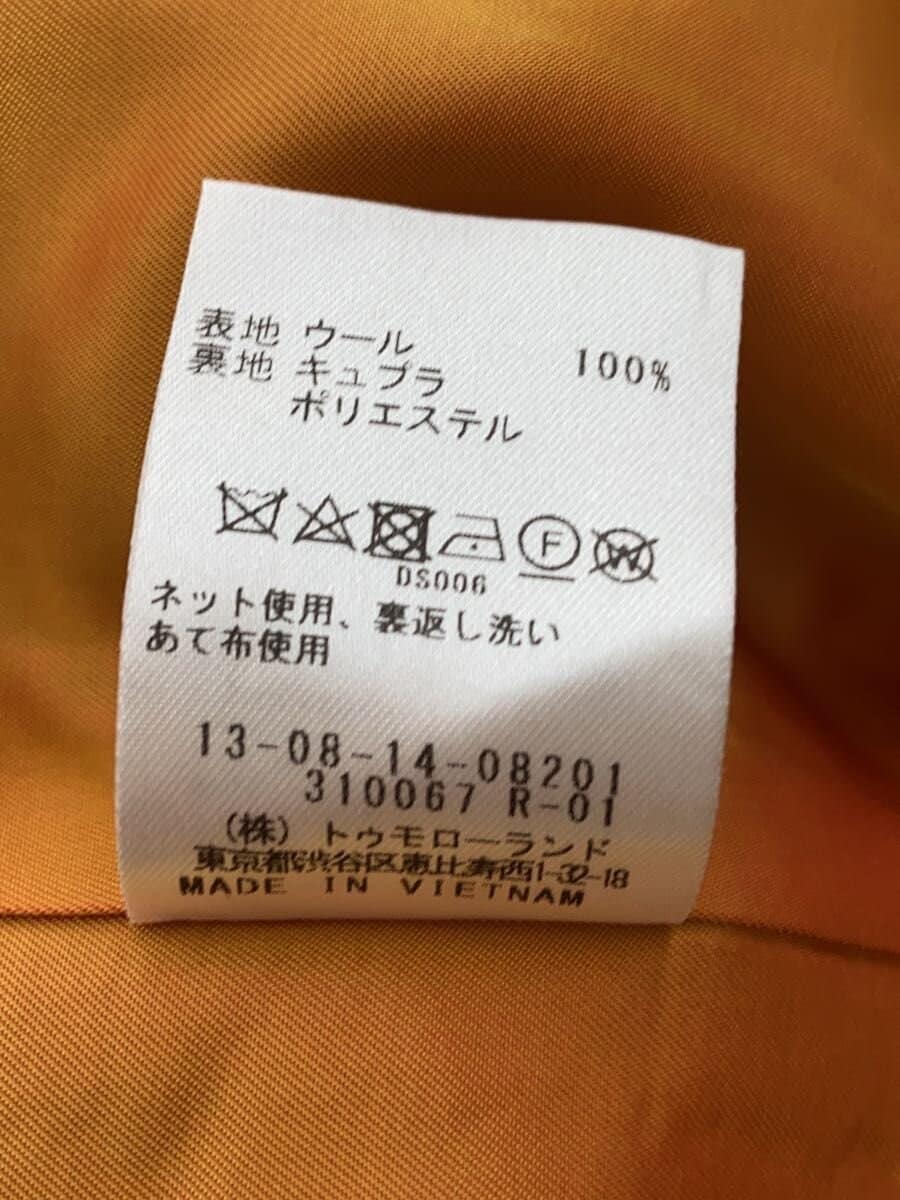 表地 ウール 100%
裏地 キュプラ
ポリエステル
F W
DS006
ネット使用、裏返し洗い
あて布使用
13-08-14-08201
310067 R-01
(株) トゥモローランド
東京都渋谷区恵比寿西1-32-18
MADE IN VIETNAM